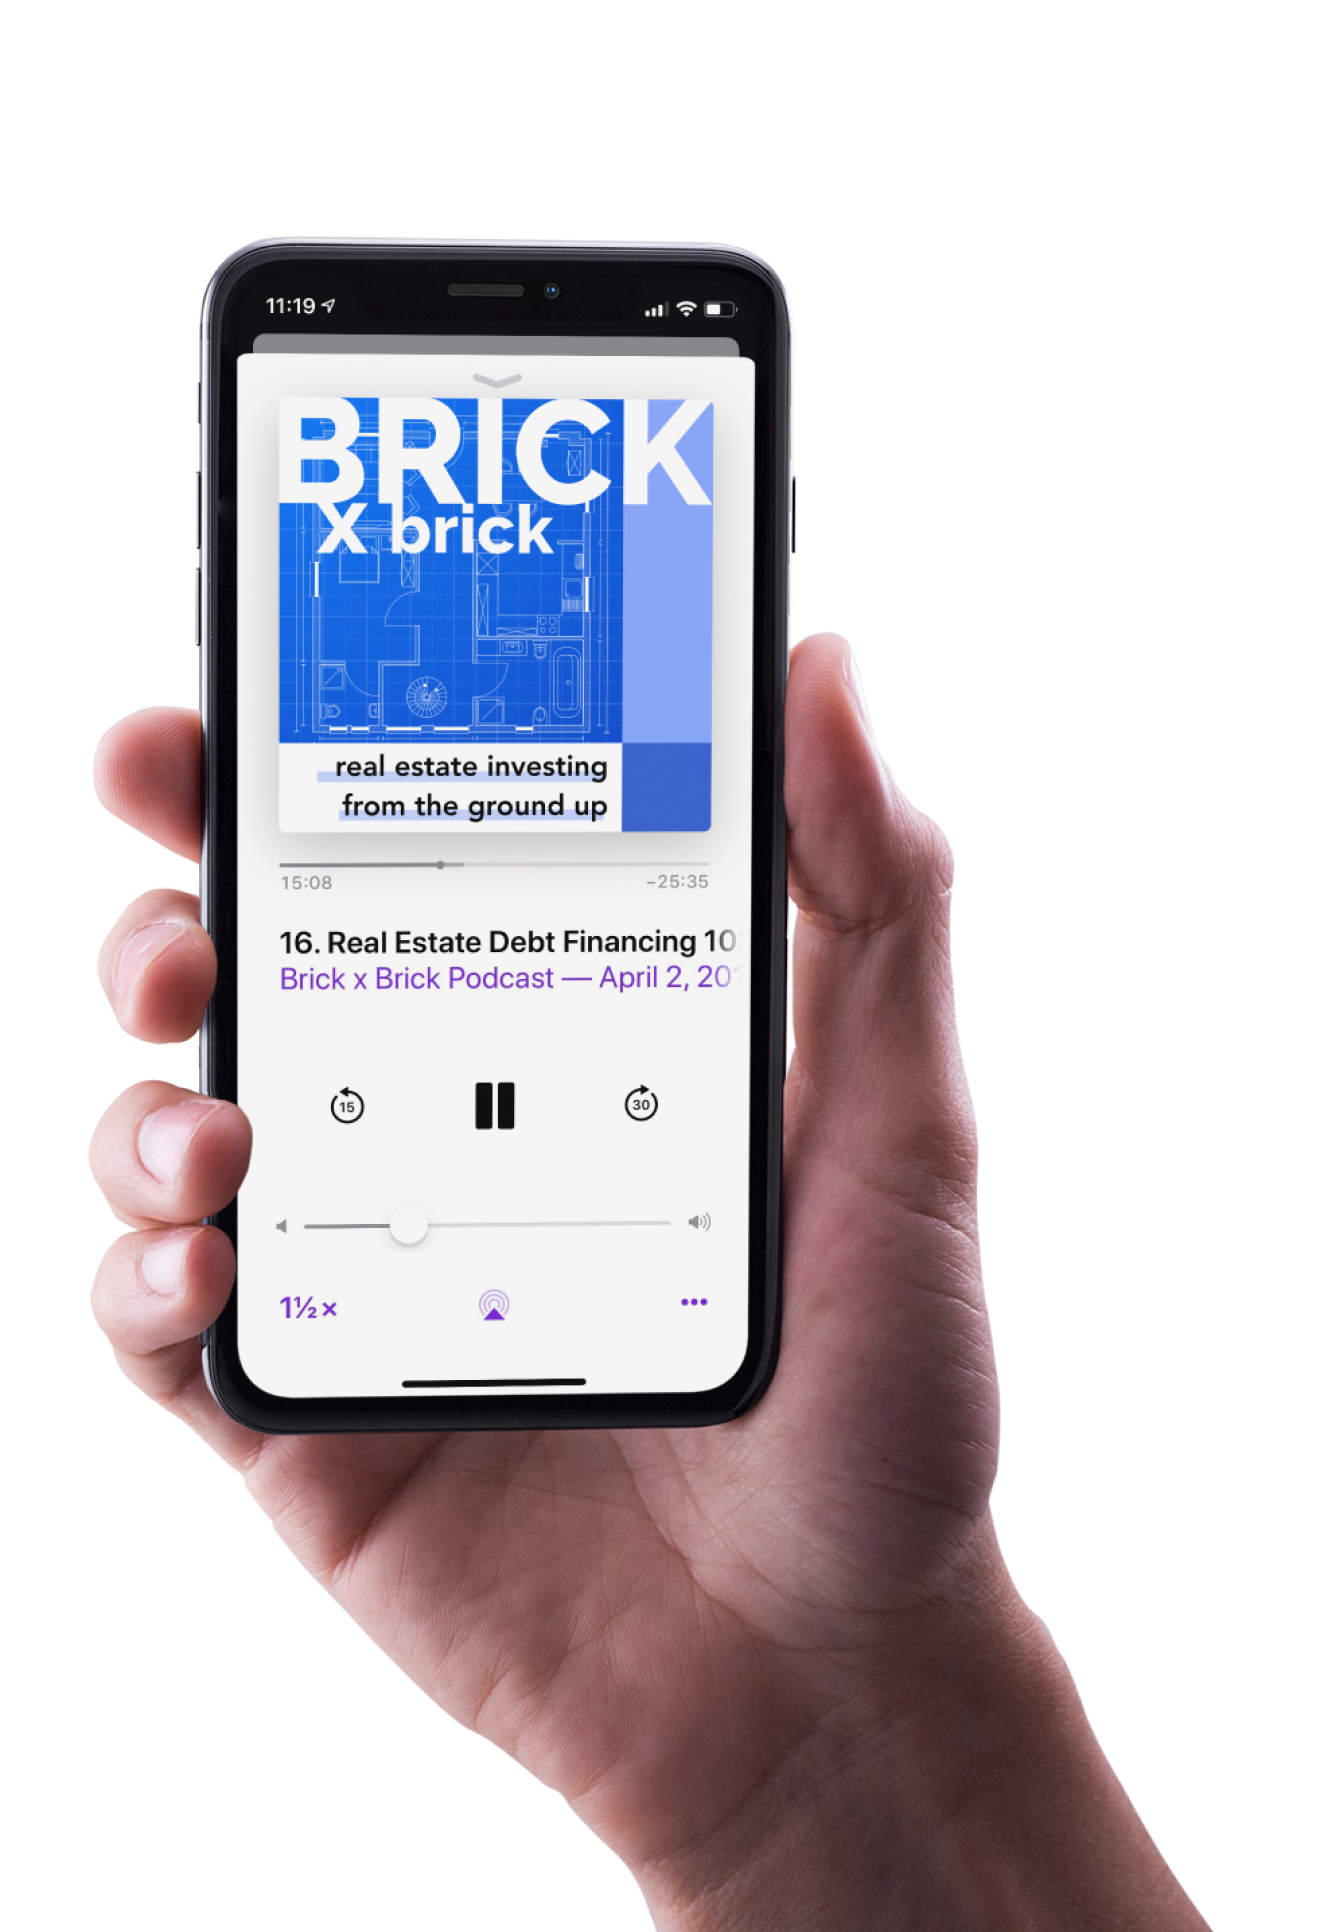 11:19
BRICK
x brick
real estate investing
from the ground up
15:08
-25:35
16. Real Estate Debt Financing 10
Brick x Brick Podcast — April 2, 201
15
30
1½×